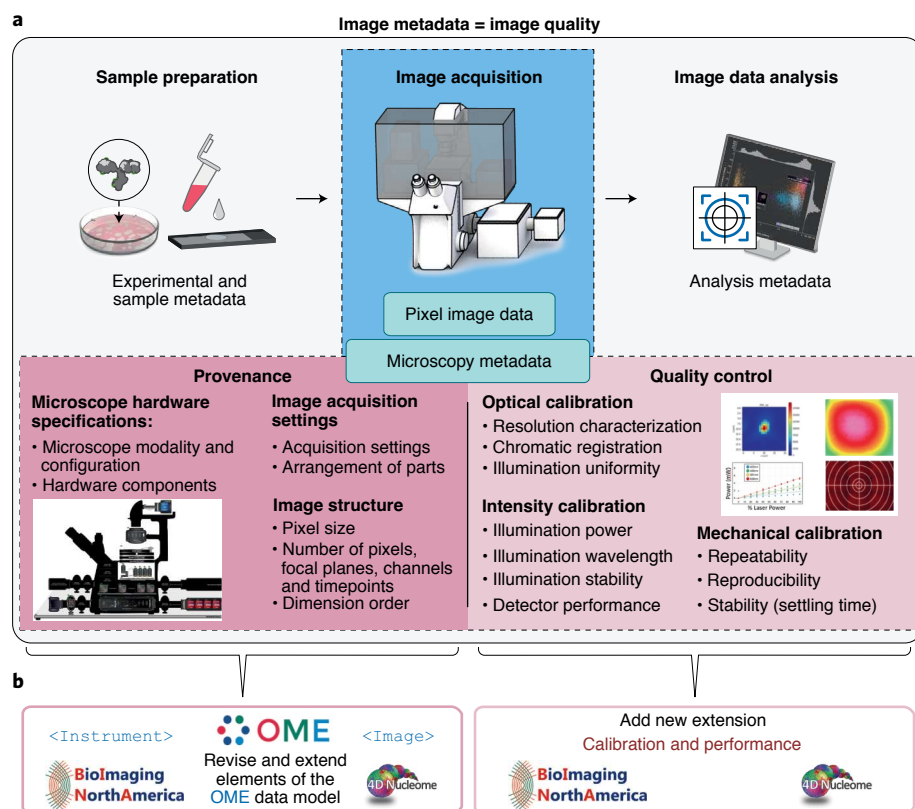 a
Image metadata = image quality
Sample preparation
Image acquisition
Image data analysis
Experimental and
sample metadata
Pixel image data
Analysis metadata
Microscopy metadata
Provenance
Microscope hardware
specifications:
• Microscope modality and
configuration
• Hardware components
Image acquisition
settings
• Acquisition settings
• Arrangement of parts
Image structure
• Pixel size
• Number of pixels,
focal planes, channels
and timepoints
• Dimension order
Quality control
Optical calibration
• Resolution characterization
• Chromatic registration
• Illumination uniformity
Power (mW)
% Laser Power
Intensity calibration
• Illumination power
• Illumination wavelength
• Illumination stability
• Detector performance
Mechanical calibration
• Repeatability
• Reproducibility
• Stability (settling time)
b
<Instrument>
OME
<Image>
Revise and extend
elements of the
OME data model
BioImaging
NorthAmerica
4D Nucleome
Add new extension
Calibration and performance
BioImaging
NorthAmerica
4D Nucleome